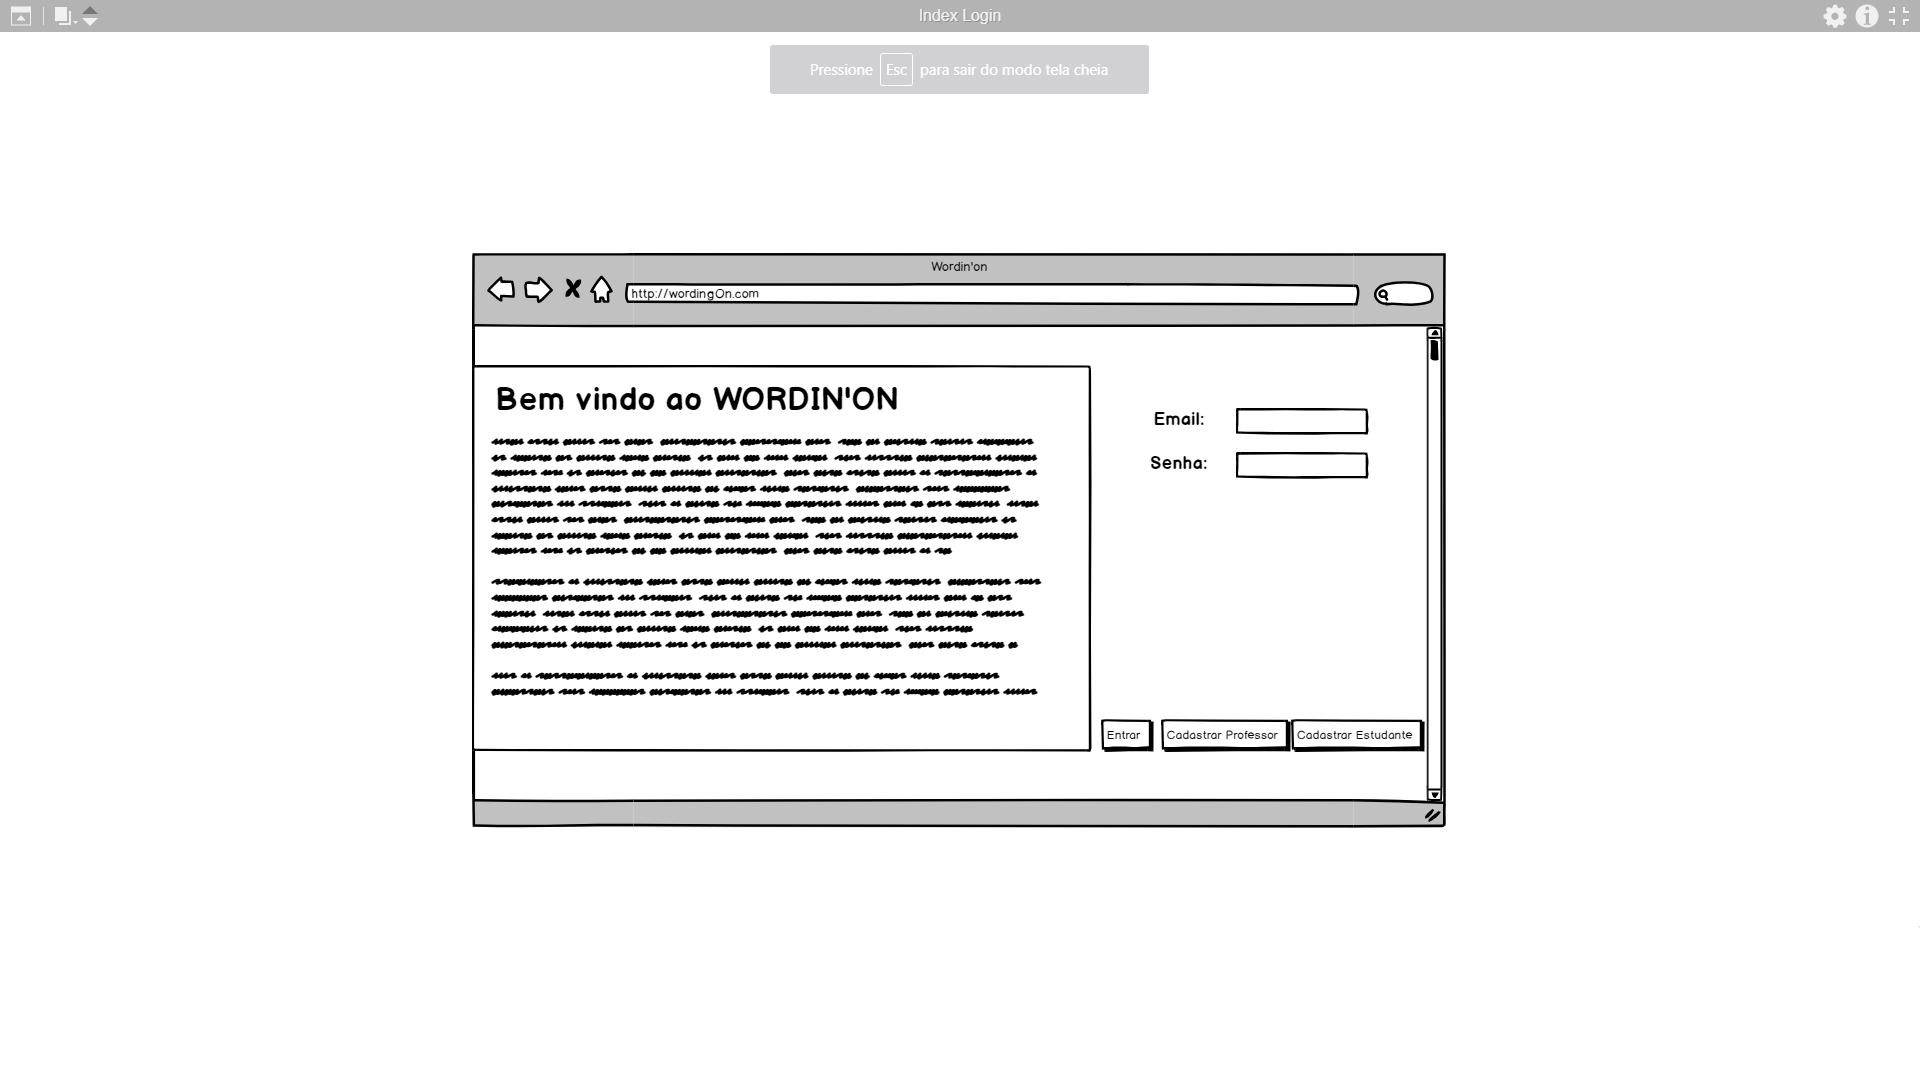 Index Login
Pressione Esc para sair do modo tela cheia
Wordin'on
http://wordingOn.com
Bem vindo ao WORDIN'ON
Email:
Senha:
Entrar
Cadastrar Professor
Cadastrar Estudante